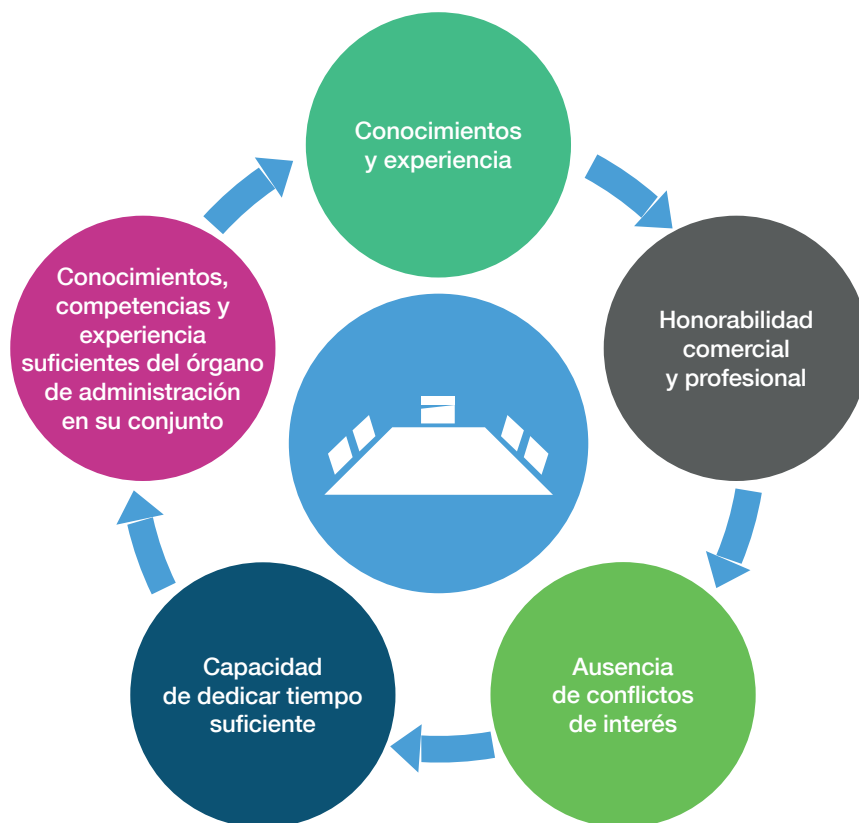 Conocimientos
y experiencia
Honorabilidad
comercial
y profesional
Ausencia
de conflictos
de interés
Capacidad
de dedicar tiempo
suficiente
Conocimientos,
competencias y
experiencia
suficientes del órgano
de administración
en su conjunto